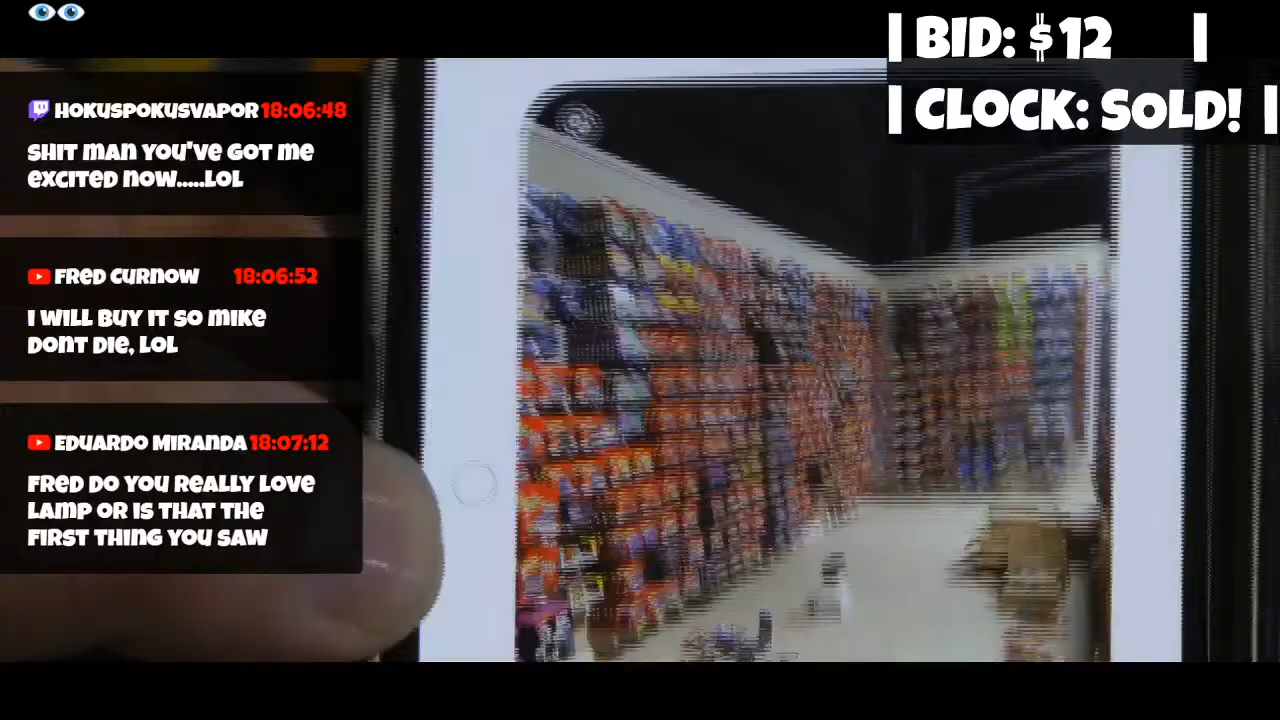 | BID: $12 |
| CLOCK: SOLD! |
HOKUSPOKUSVAPOR 18:06:48
SHIT MAN YOU'VE GOT ME
EXCITED NOW.....LOL
FRED CURNOW 18:06:52
I WILL BUY IT SO MIKE
DONT DIE, LOL
EDUARDO MIRANDA 18:07:12
FRED DO YOU REALLY LOVE
LAMP OR IS THAT THE
FIRST THING YOU SAW